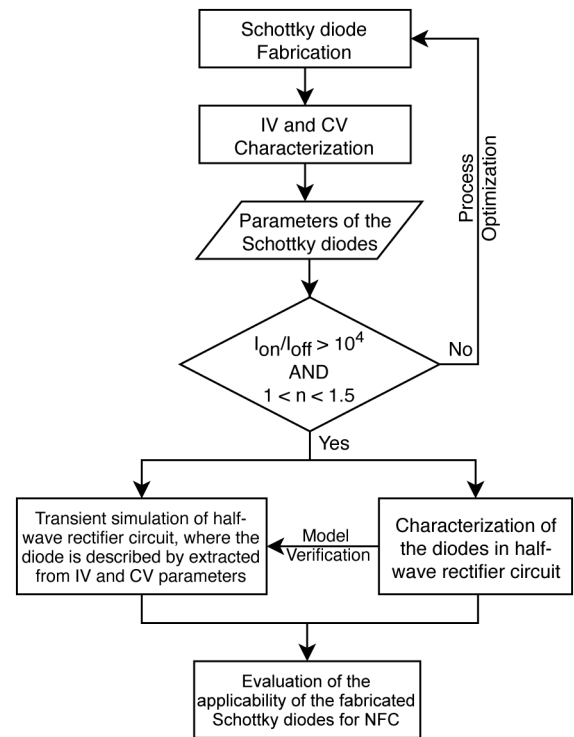 Schottky diode
Fabrication
IV and CV
Characterization
Process
Optimization
Parameters of the
Schottky diodes
I_on/I_off > 10^4
AND
1 < n < 1.5
No
Yes
Transient simulation of half-
wave rectifier circuit, where the
diode is described by extracted
from IV and CV parameters
Model
Verification
Characterization of
the diodes in half-
wave rectifier circuit
Evaluation of the
applicability of the fabricated
Schottky diodes for NFC